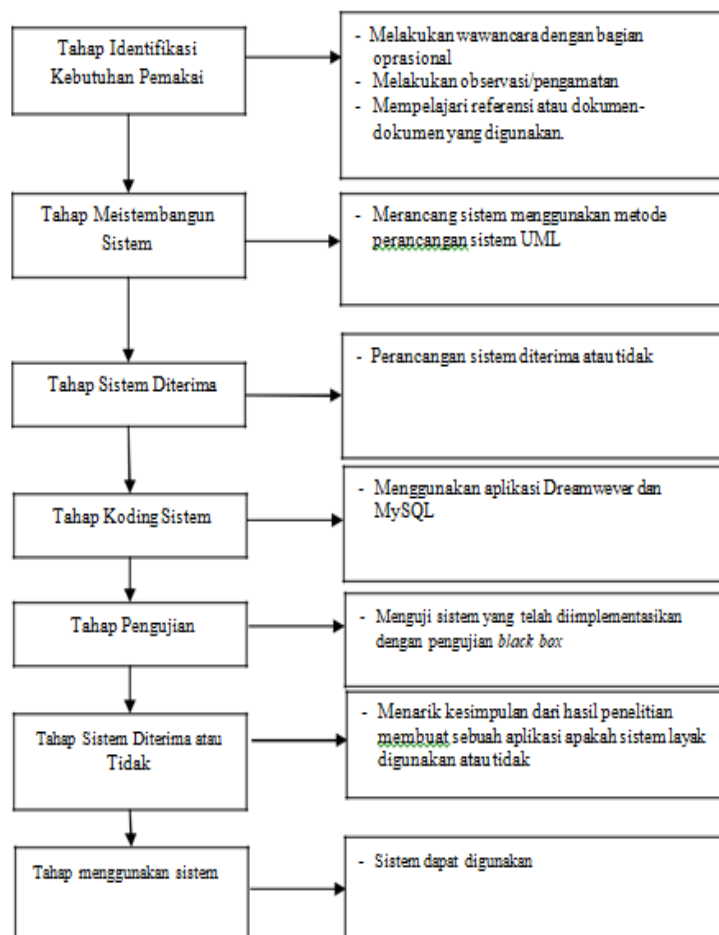 Tahap Identifikasi
Kebutuhan Pemakai
- Melakukan wawancara dengan bagian
oprasional
- Melakukan observasi/pengamatan
- Mempelajari referensi atau dokumen-
dokumen yang digunakan.
Tahap Meistembangun
Sistem
- Merancang sistem menggunakan metode
perancangan sistem UML
Tahap Sistem Diterima
- Perancangan sistem diterima atau tidak
Tahap Koding Sistem
- Menggunakan aplikasi Dreamwever dan
MySQL
Tahap Pengujian
- Menguji sistem yang telah diimplementasikan
dengan pengujian black box
Tahap Sistem Diterima atau
Tidak
- Menarik kesimpulan dari hasil penelitian
membuat sebuah aplikasi apakah sistem layak
digunakan atau tidak
Tahap menggunakan sistem
- Sistem dapat digunakan